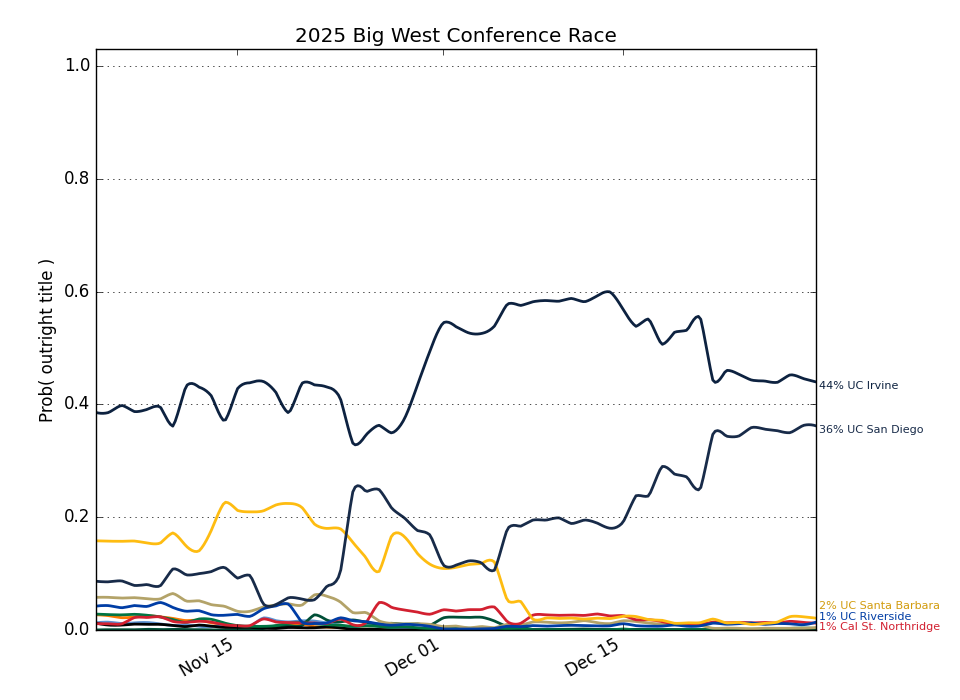 2025 Big West Conference Race
Prob( outright title )
1.0
0.8
0.6
0.4
0.2
0.0
Nov 15
Dec 01
Dec 15
44% UC Irvine
36% UC San Diego
2% UC Santa Barbara
1% UC Riverside
1% Cal St. Northridge